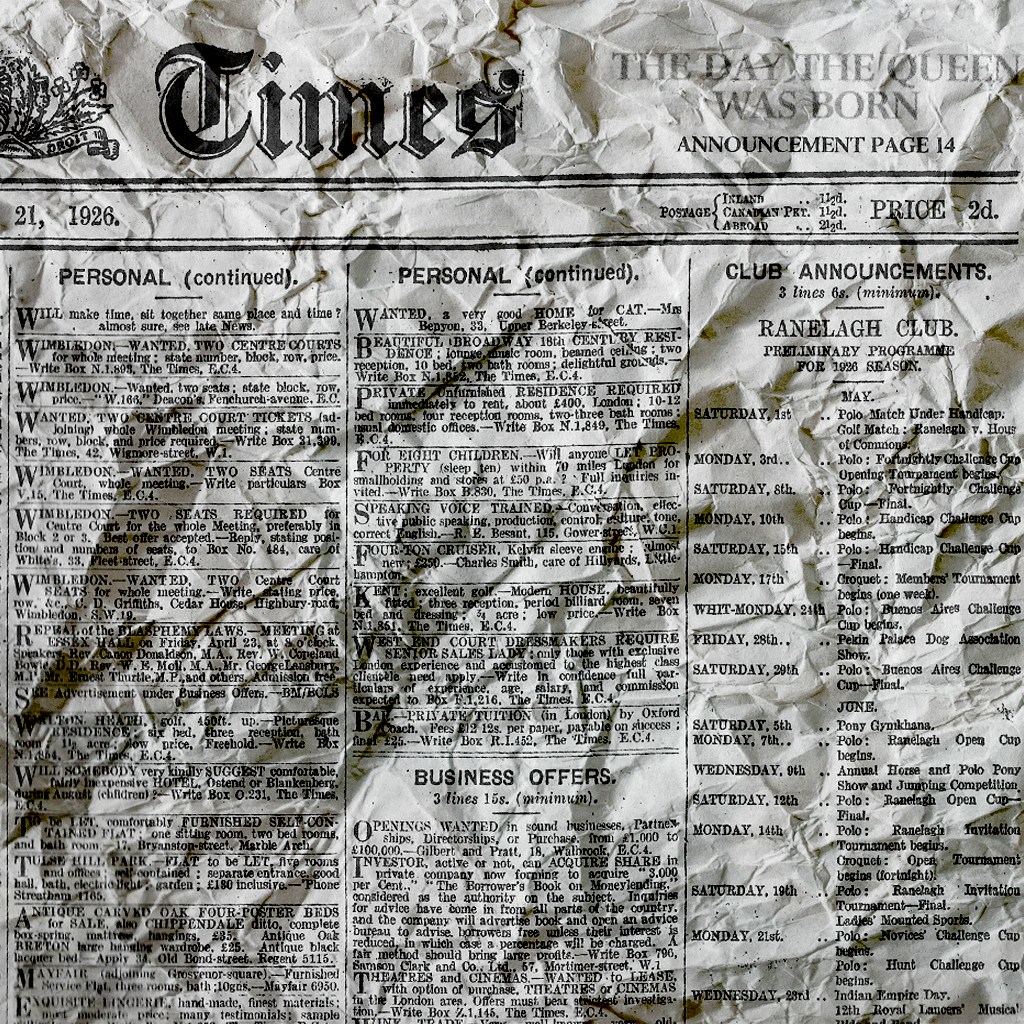 Times
DROIT
THE DAY THE QUEEN
WAS BORN
ANNOUNCEMENT PAGE 14
21, 1926.
POSTAGE { INLAND .. 1½d.
CANADIAN PKT. 1½d.
ABROAD .. 2½d.
PRICE 2d.
PERSONAL (continued).
WILL make time, sit together same place and time?
almost sure, see late News.
WIMBLEDON.—WANTED, TWO CENTRE COURTS
for whole meeting; state number, block, row, price.
—Write Box N.1,893, The Times, E.C.4.
WIMBLEDON.—Wanted, two seats; state block, row,
price.—"W.166," Deacon's, Fenchurch-avenue, E.C.
WANTED, TWO CENTRE COURT TICKETS (ad-
joining) whole Wimbledon meeting; state num-
bers, row, block, and price required.—Write Box 31,399,
The Times, 42, Wigmore-street, W.1.
WIMBLEDON.—WANTED, TWO SEATS Centre
Court, whole meeting.—Write particulars Box
V.15, The Times, E.C.4.
WIMBLEDON.—TWO SEATS REQUIRED for
Centre Court for the whole Meeting, preferably in
Block 2 or 3. Best offer accepted.—Reply, stating posi-
tion and numbers of seats, to Box No. 484, care of
White's, 33, Fleet-street, E.C.4.
WIMBLEDON.—WANTED, TWO Centre Court
SEATS for whole meeting.—Write, stating price,
row, &c., C. D. Griffiths, Cedar House, Highbury-road,
Wimbledon, S.W.19.
REPEAL of the BLASPHEMY LAWS.—MEETING at
ESSEX HALL, on Friday, April 23, at o'clock.
Speakers, Rev. Canon Donaldson, M.A., Rev. W. Copeland
Bowie, D.D., Rev. W. E. Moll, M.A., Mr. George Lansbury,
M.P., Mr. Ernest Thurtle, M.P., and others. Admission free.
SEE Advertisement under Business Offers.—BM/BCLS
WALTON HEATH, golf, 450ft. up.—Picturesque
RESIDENCE; six bed, three reception, bath
room; 1½ acre; low price, Freehold.—Write Box
N.1,854, The Times, E.C.4.
WILL SOMEBODY very kindly SUGGEST comfortable,
fairly inexpensive HOTEL, Ostend or Blankenberg,
during August (children)?—Write Box O.231, The Times,
E.C.4.
TO BE LET, comfortably FURNISHED SELF-CON-
TAINED FLAT; one sitting room, two bed rooms,
and bath room.—17, Bryanston-street, Marble Arch.
TULSE HILL PARK.—FLAT to be LET, five rooms
and offices; self-contained; separate entrance, good
hall, bath, electric light; garden; £180 inclusive.—'Phone
Streatham 4765.
ANTIQUE CARVED OAK FOUR-POSTER BEDS
for SALE, also CHIPPENDALE ditto, complete
box-spring, mattress, hangings, £35. Antique Oak
BRETON large hanging wardrobe, £25. Antique black
lacquer bed.—Apply 34, Old Bond-street. Regent 5115.
MAYFAIR (adjoining Grosvenor-square).—Furnished
Service Flat, three rooms, bath; 10gns.—Mayfair 6950.
EXQUISITE LINGERIE, hand-made, finest materials;
most moderate price; many testimonials; sample
PERSONAL (continued).
WANTED, a very good HOME for CAT.—Mrs
Benyon, 33, Upper Berkeley-street.
BEAUTIFUL (BROADWAY 18th CENTURY RESI-
DENCE; lounge, music room, beamed ceilings; two
reception, 10 bed, two bath rooms; delightful grounds.—
Write Box N.1,852, The Times, E.C.4.
PRIVATE Unfurnished RESIDENCE REQUIRED
immediately to rent, about £400, London; 10-12
bed rooms, four reception rooms, two-three bath rooms;
usual domestic offices.—Write Box N.1,849, The Times,
E.C.4.
FOR EIGHT CHILDREN.—Will anyone LET PRO-
PERTY (sleep ten) within 70 miles London for
smallholding and stores at £50 p.a.? Full inquiries in-
vited.—Write Box B.830, The Times, E.C.4.
SPEAKING VOICE TRAINED.—Conversation, effec-
tive public speaking, production, control, culture, tone,
correct English.—R. E. Besant, 115, Gower-street, W.C.1.
FOUR-TON CRUISER, Kelvin sleeve engine; almost
new; £250.—Charles Smith, care of Hillyards, Little-
hampton.
KENT; excellent golf.—Modern HOUSE, beautifully
fitted; three reception, period billiard room, seven
bed and dressing; ¾ acre; low price.—Write Box
N.1,851, The Times, E.C.4.
WEST END COURT DRESSMAKERS REQUIRE
SENIOR SALES LADY; only those with exclusive
London experience and accustomed to the highest class
clientele need apply.—Write in confidence full par-
ticulars of experience, age, salary, and commission
expected to Box F.1,216, The Times, E.C.4.
BAR.—PRIVATE TUITION (in London) by Oxford
Coach. Fees £12 12s. per paper, payable on success;
final £25.—Write Box R.1,452, The Times, E.C.4.
BUSINESS OFFERS.
3 lines 15s. (minimum).
OPENINGS WANTED in sound businesses, Partner-
ships, Directorships, or Purchase, from £1,000 to
£100,000.—Gilbert and Pratt, 18, Walbrook, E.C.4.
INVESTOR, active or not, can ACQUIRE SHARE in
private company now forming to acquire "3,000
per Cent.," "The Borrower's Book on Moneylending,"
considered as the authority on the subject. Inquiries
for advice have come in from all parts of the country,
and the company will advertise book and open an advice
bureau to advise borrowers free unless their interest is
reduced, in which case a percentage will be charged. A
fair method should bring large profits.—Write Box 796,
Samson Clark and Co., Ltd., 57, Mortimer-street, W.1
THEATRES and CINEMAS.—WANTED to LEASE,
with option of purchase, THEATRES or CINEMAS
in the London area. Offers must bear strictest investiga-
tion.—Write Box Z.1,145, The Times, E.C.4.
CLUB ANNOUNCEMENTS.
3 lines 6s. (minimum).
RANELAGH CLUB.
PRELIMINARY PROGRAMME
FOR 1926 SEASON.
MAY.
SATURDAY, 1st Polo Match Under Handicap.
Golf Match: Ranelagh v. House
of Commons.
MONDAY, 3rd.. .. Polo: Fortnightly Challenge Cup
Opening Tournament begins.
SATURDAY, 8th. .. Polo: Fortnightly Challenge
Cup—Final.
MONDAY, 10th .. Polo: Handicap Challenge Cup
begins.
SATURDAY, 15th .. Polo: Handicap Challenge Cup
—Final.
MONDAY, 17th .. Croquet: Members' Tournament
begins (one week).
WHIT-MONDAY, 24th Polo: Buenos Aires Challenge
Cup begins.
FRIDAY, 28th.. .. Pekin Palace Dog Association
Show.
SATURDAY, 29th .. Polo: Buenos Aires Challenge
Cup—Final.
JUNE.
SATURDAY, 5th .. Pony Gymkhana.
MONDAY, 7th.. .. Polo: Ranelagh Open Cup
begins.
WEDNESDAY, 9th .. Annual Horse and Polo Pony
Show and Jumping Competition.
SATURDAY, 12th .. Polo: Ranelagh Open Cup—
Final.
MONDAY, 14th .. Polo: Ranelagh Invitation
Tournament begins.
Croquet: Open Tournament
begins (fortnight).
SATURDAY, 19th .. Polo: Ranelagh Invitation
Tournament—Final.
Ladies' Mounted Sports.
MONDAY, 21st. .. Polo: Novices' Challenge Cup
begins.
Polo: Hunt Challenge Cup
begins.
WEDNESDAY, 23rd .. Indian Empire Day.
12th Royal Lancers' Musical